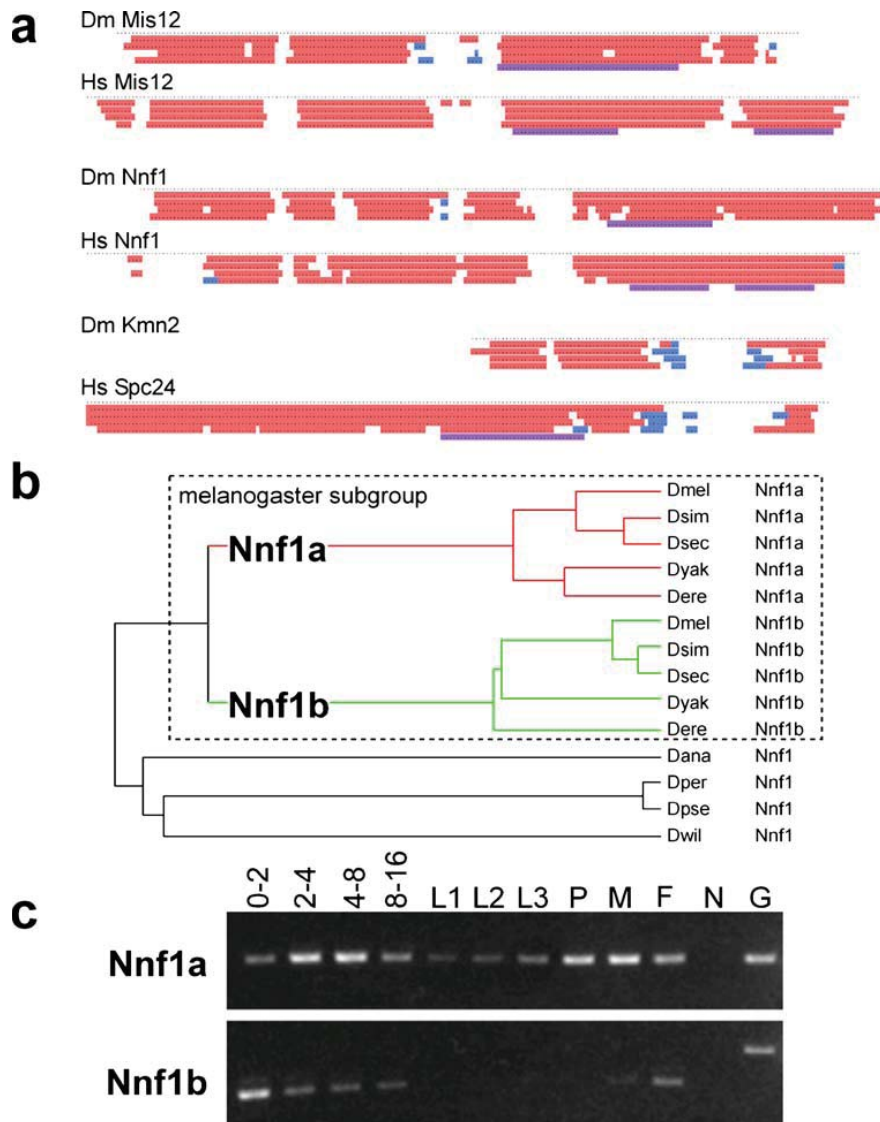 a
Dm Mis12
Hs Mis12
Dm Nnf1
Hs Nnf1
Dm Kmn2
Hs Spc24
b
melanogaster subgroup
Nnf1a
Nnf1b
Dmel Nnf1a
Dsim Nnf1a
Dsec Nnf1a
Dyak Nnf1a
Dere Nnf1a
Dmel Nnf1b
Dsim Nnf1b
Dsec Nnf1b
Dyak Nnf1b
Dere Nnf1b
Dana Nnf1
Dper Nnf1
Dpse Nnf1
Dwil Nnf1
c
0-2 2-4 4-8 8-16 L1 L2 L3 P M F N G
Nnf1a
Nnf1b